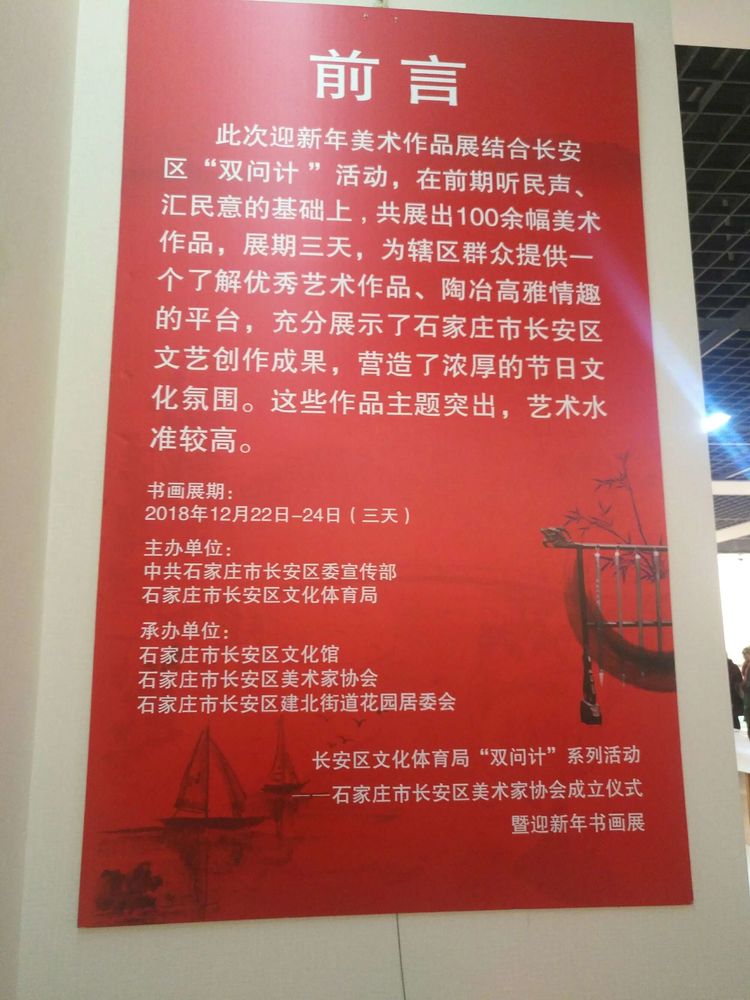 前言
此次迎新年美术作品展结合长安
区“双问计”活动，在前期听民声、
汇民意的基础上，共展出100余幅美术
作品，展期三天，为辖区群众提供一
个了解优秀艺术作品、陶冶高雅情趣
的平台，充分展示了石家庄市长安区
文艺创作成果，营造了浓厚的节日文
化氛围。这些作品主题突出，艺术水
准较高。
书画展期：
2018年12月22日-24日（三天）
主办单位：
中共石家庄市长安区委宣传部
石家庄市长安区文化体育局
承办单位：
石家庄市长安区文化馆
石家庄市长安区美术家协会
石家庄市长安区建北街道花园居委会
长安区文化体育局“双问计”系列活动
——石家庄市长安区美术家协会成立仪式
暨迎新年书画展